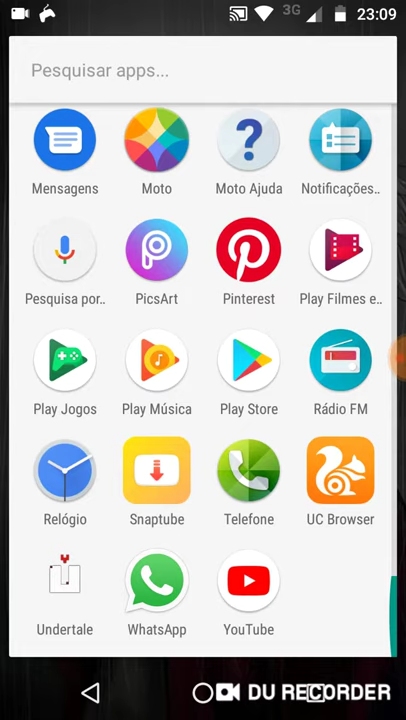 3G 23:09
Pesquisar apps...
Mensagens Moto Moto Ajuda Notificações..
Pesquisa por.. PicsArt Pinterest Play Filmes e..
Play Jogos Play Música Play Store Rádio FM
Relógio Snaptube Telefone UC Browser
Undertale WhatsApp YouTube
DU RECORDER